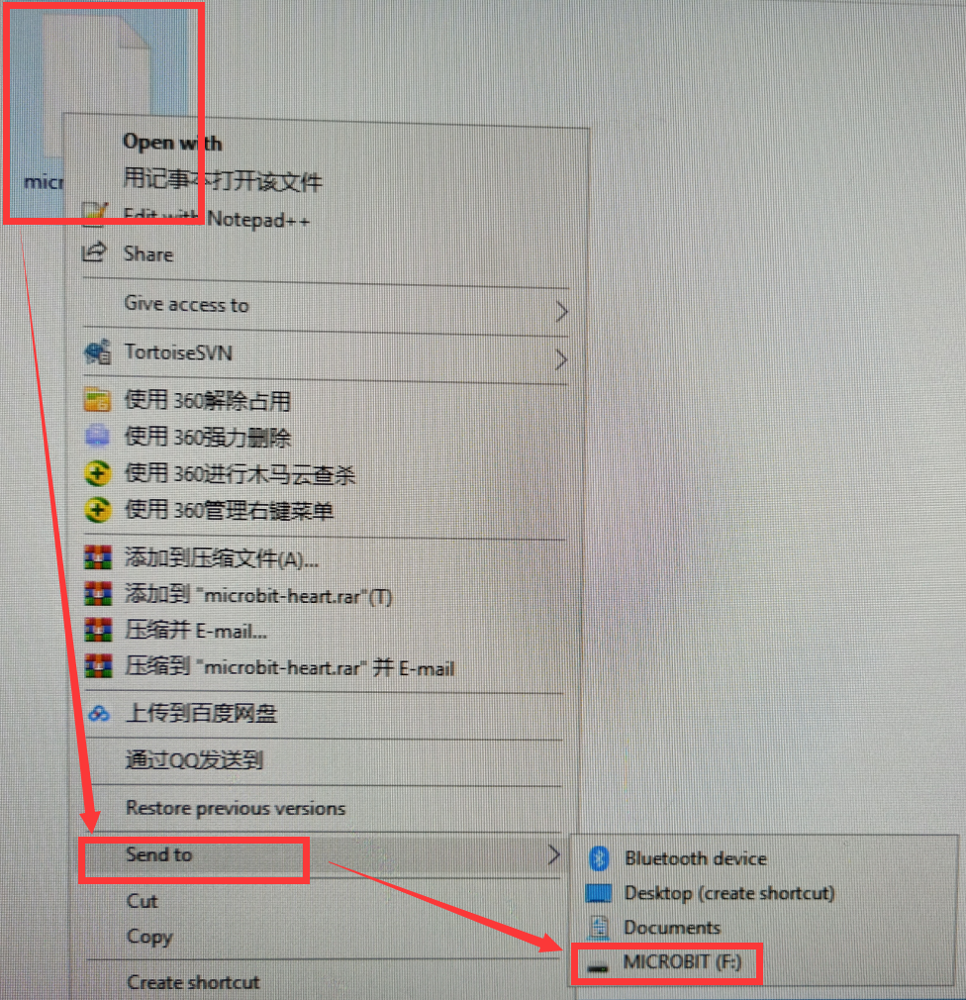 Open with
micr
用记事本打开该文件
Edit with Notepad++
Share
Give access to
TortoiseSVN
使用 360解除占用
使用 360强力删除
使用 360进行木马云查杀
使用 360管理右键菜单
添加到压缩文件(A)...
添加到 "microbit-heart.rar"(T)
压缩并 E-mail...
压缩到 "microbit-heart.rar" 并 E-mail
上传到百度网盘
通过QQ发送到
Restore previous versions
Send to
Bluetooth device
Desktop (create shortcut)
Cut
Documents
Copy
MICROBIT (F:)
Create shortcut